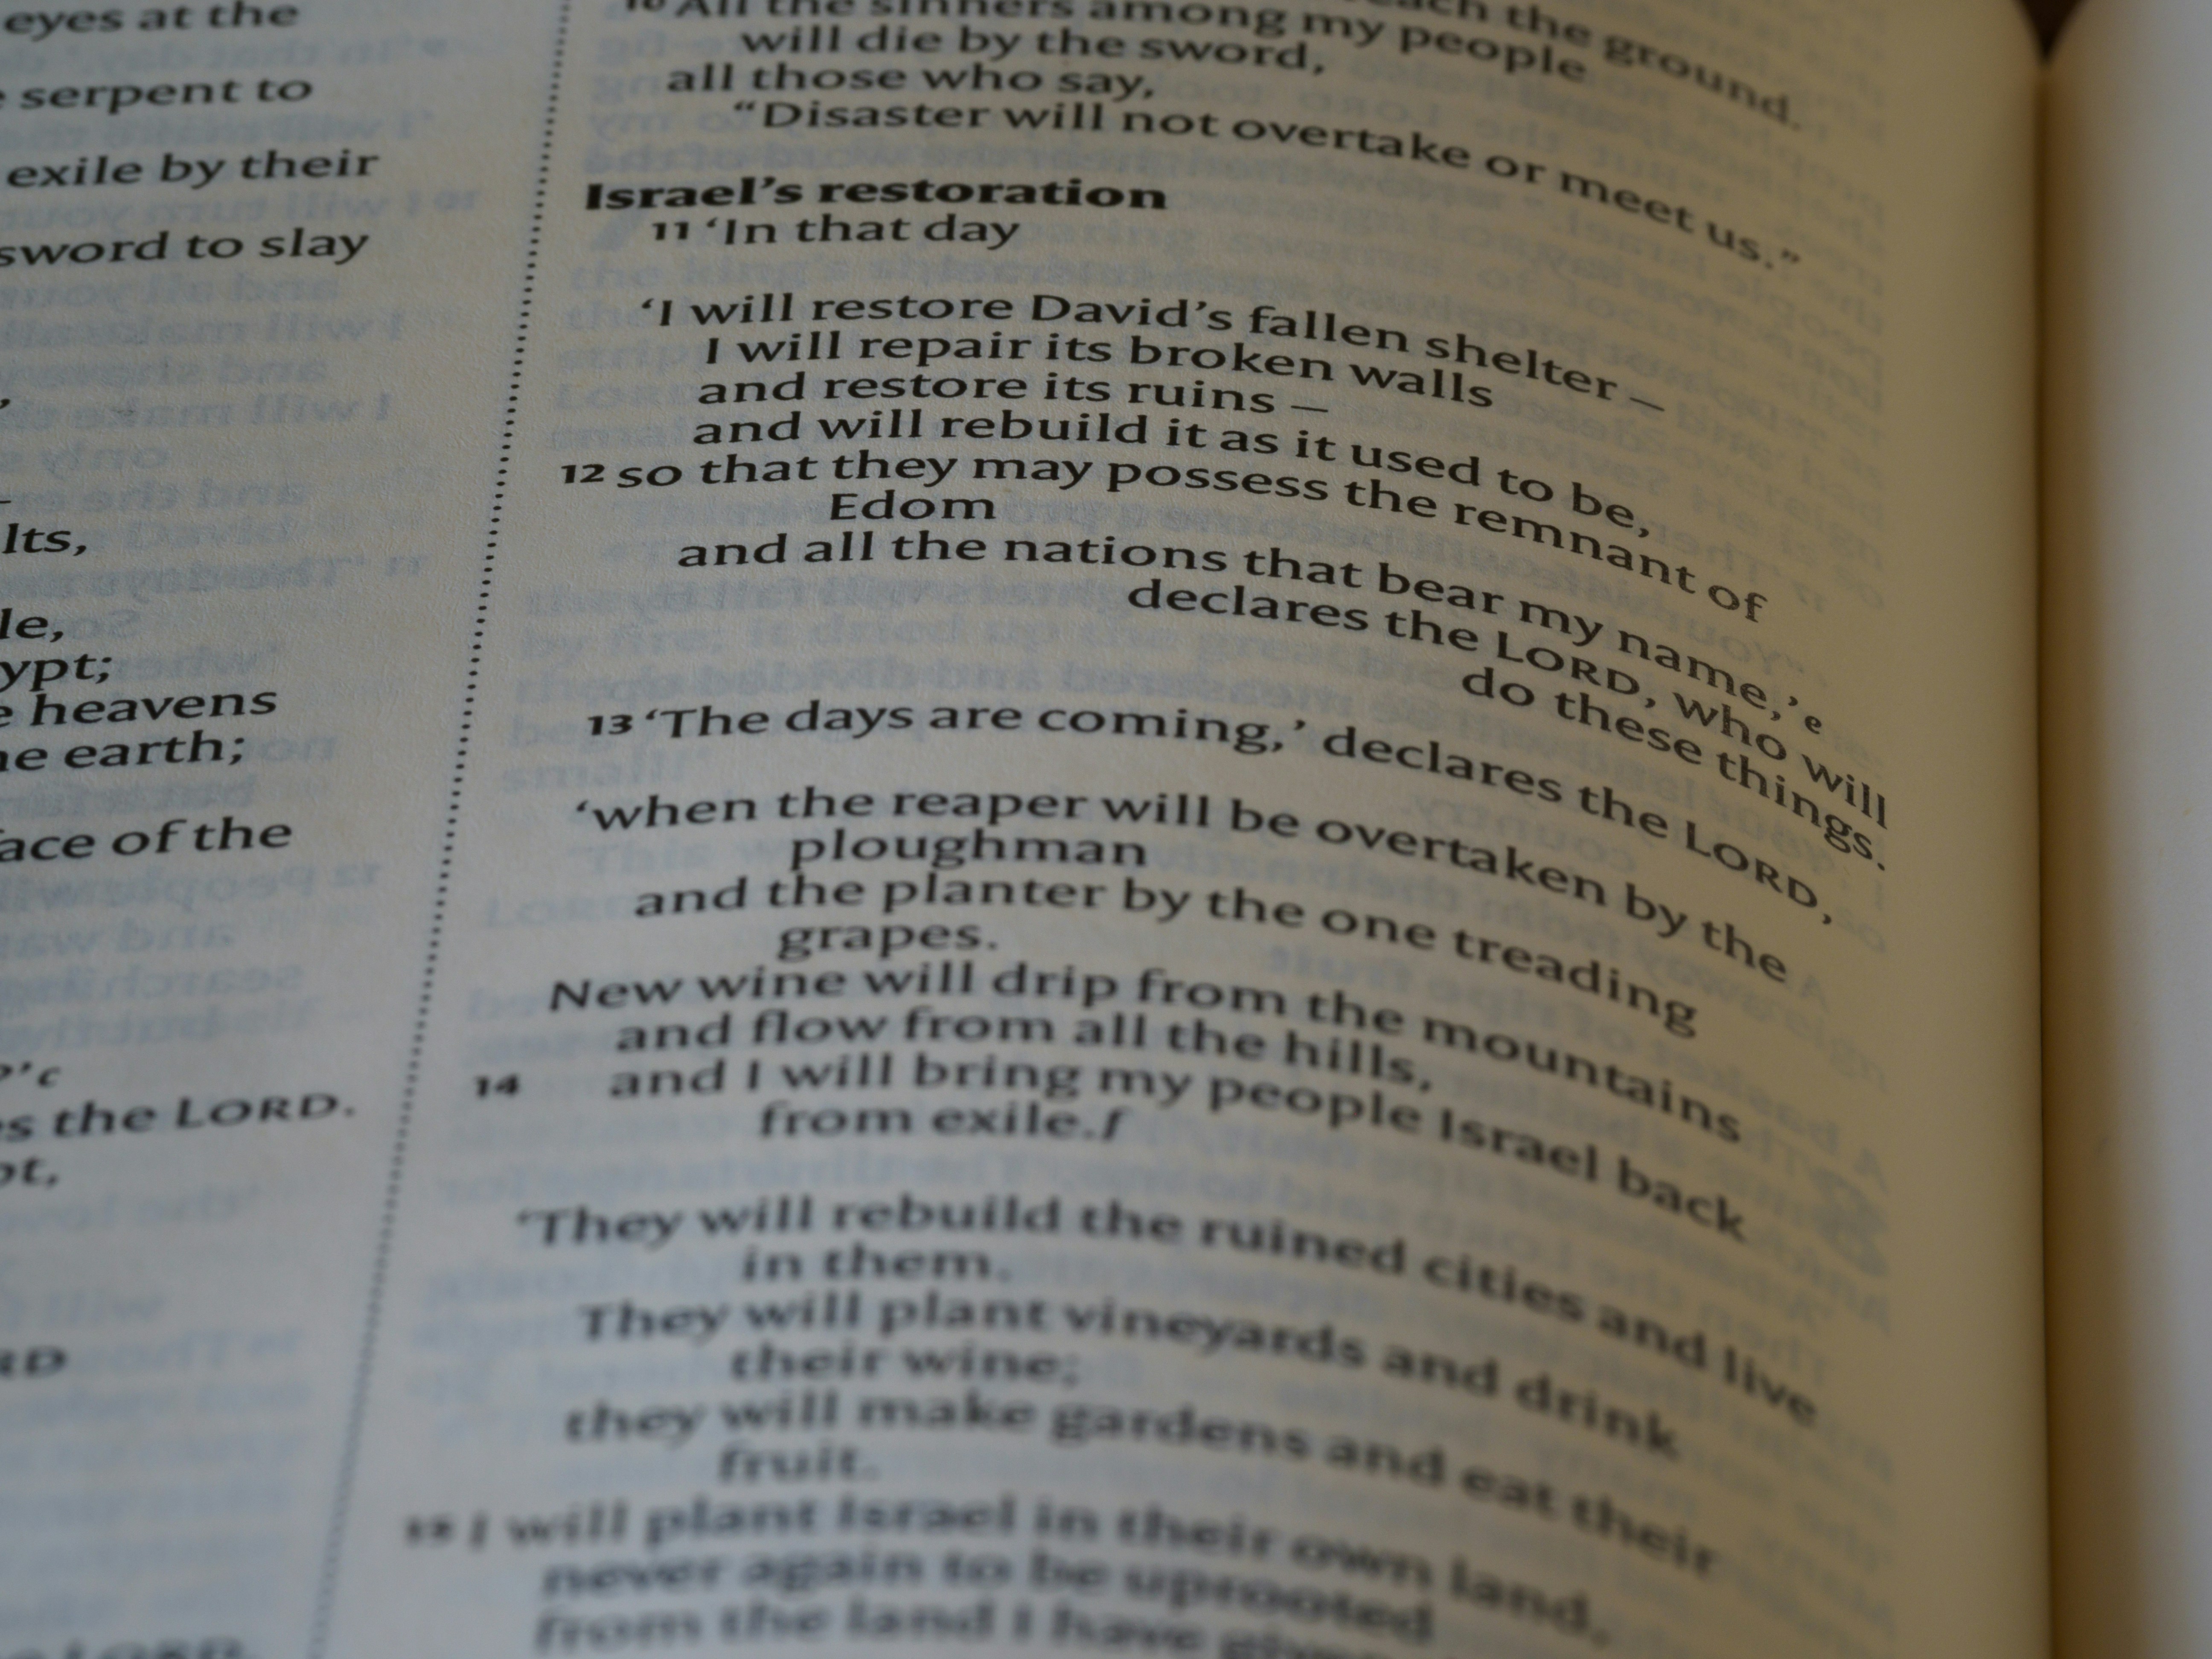 eyes at the
serpent to
exile by their
sword to slay
lts,
le,
ypt;
heavens
earth;
ace of the
c
the LORD.
the ground.
10 All the sinners among my people
will die by the sword,
all those who say,
“Disaster will not overtake or meet us.”
Israel’s restoration
11 ‘In that day
‘I will restore David’s fallen shelter –
I will repair its broken walls
and restore its ruins –
and will rebuild it as it used to be,
12 so that they may possess the remnant of
Edom
and all the nations that bear my name,’ e
declares the LORD, who will
do these things.
13 ‘The days are coming,’ declares the LORD,
‘when the reaper will be overtaken by the
ploughman
and the planter by the one treading
grapes.
New wine will drip from the mountains
and flow from all the hills,
14 and I will bring my people Israel back
from exile. f
‘They will rebuild the ruined cities and live
in them.
They will plant vineyards and drink
their wine;
they will make gardens and eat their
fruit.
15 I will plant Israel in their own land,
never again to be uprooted
from the land I have